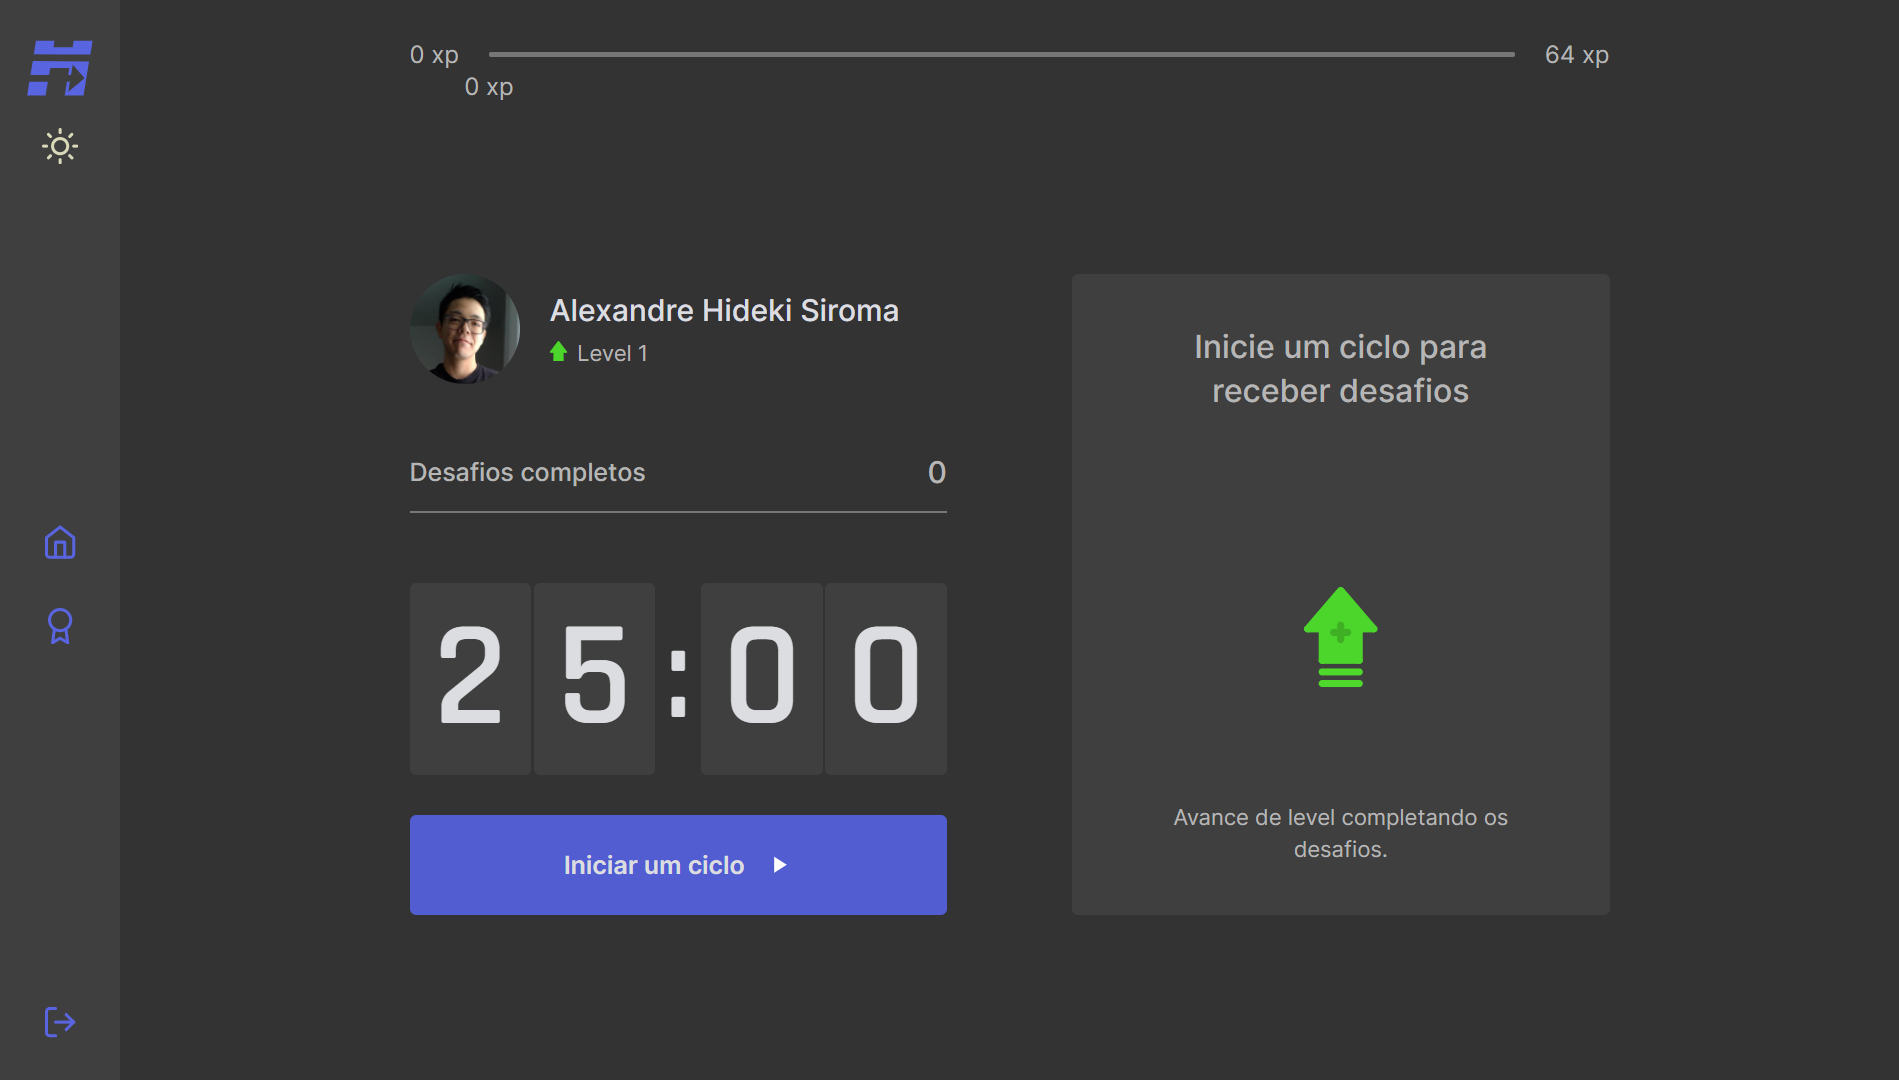 0 xp
64 xp
0 xp
Alexandre Hideki Siroma
Level 1
Desafios completos
0
25:00
Iniciar um ciclo
Inicie um ciclo para
receber desafios
Avance de level completando os
desafios.